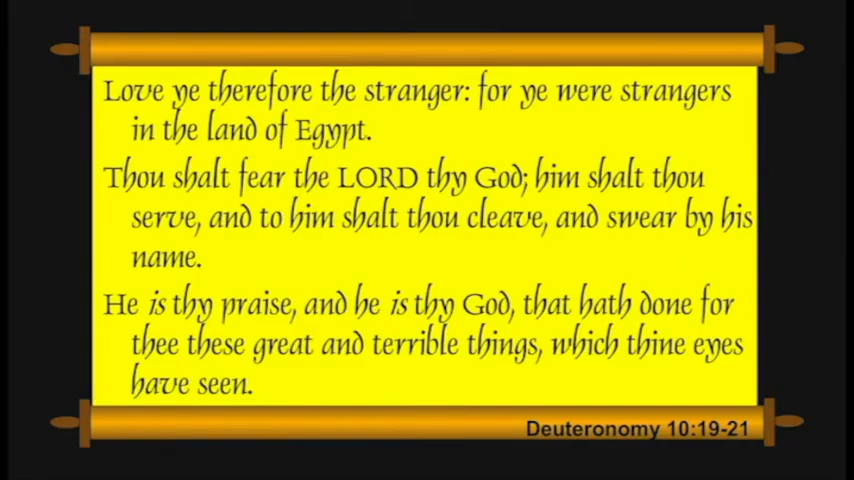 Love ye therefore the stranger: for ye were strangers
in the land of Egypt.
Thou shalt fear the LORD thy God; him shalt thou
serve, and to him shalt thou cleave, and swear by his
name.
He is thy praise, and he is thy God, that hath done for
thee these great and terrible things, which thine eyes
have seen.
Deuteronomy 10:19-21